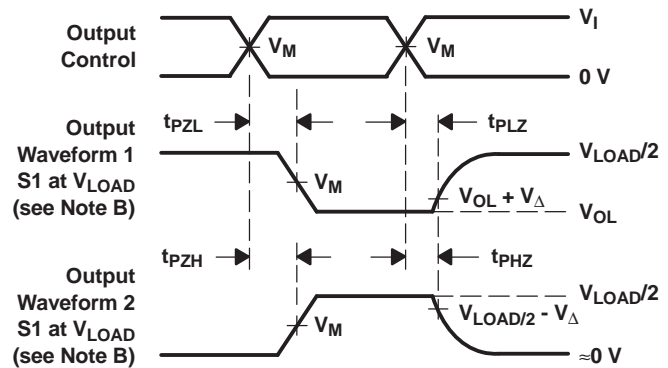 Output
Control
V_M
V_M
V_I
0 V
Output
Waveform 1
S1 at V_LOAD
(see Note B)
t_PZL
t_PLZ
V_M
V_LOAD/2
V_OL + V_Δ
V_OL
Output
Waveform 2
S1 at V_LOAD
(see Note B)
t_PZH
t_PHZ
V_M
V_LOAD/2
V_LOAD/2 - V_Δ
≈0 V